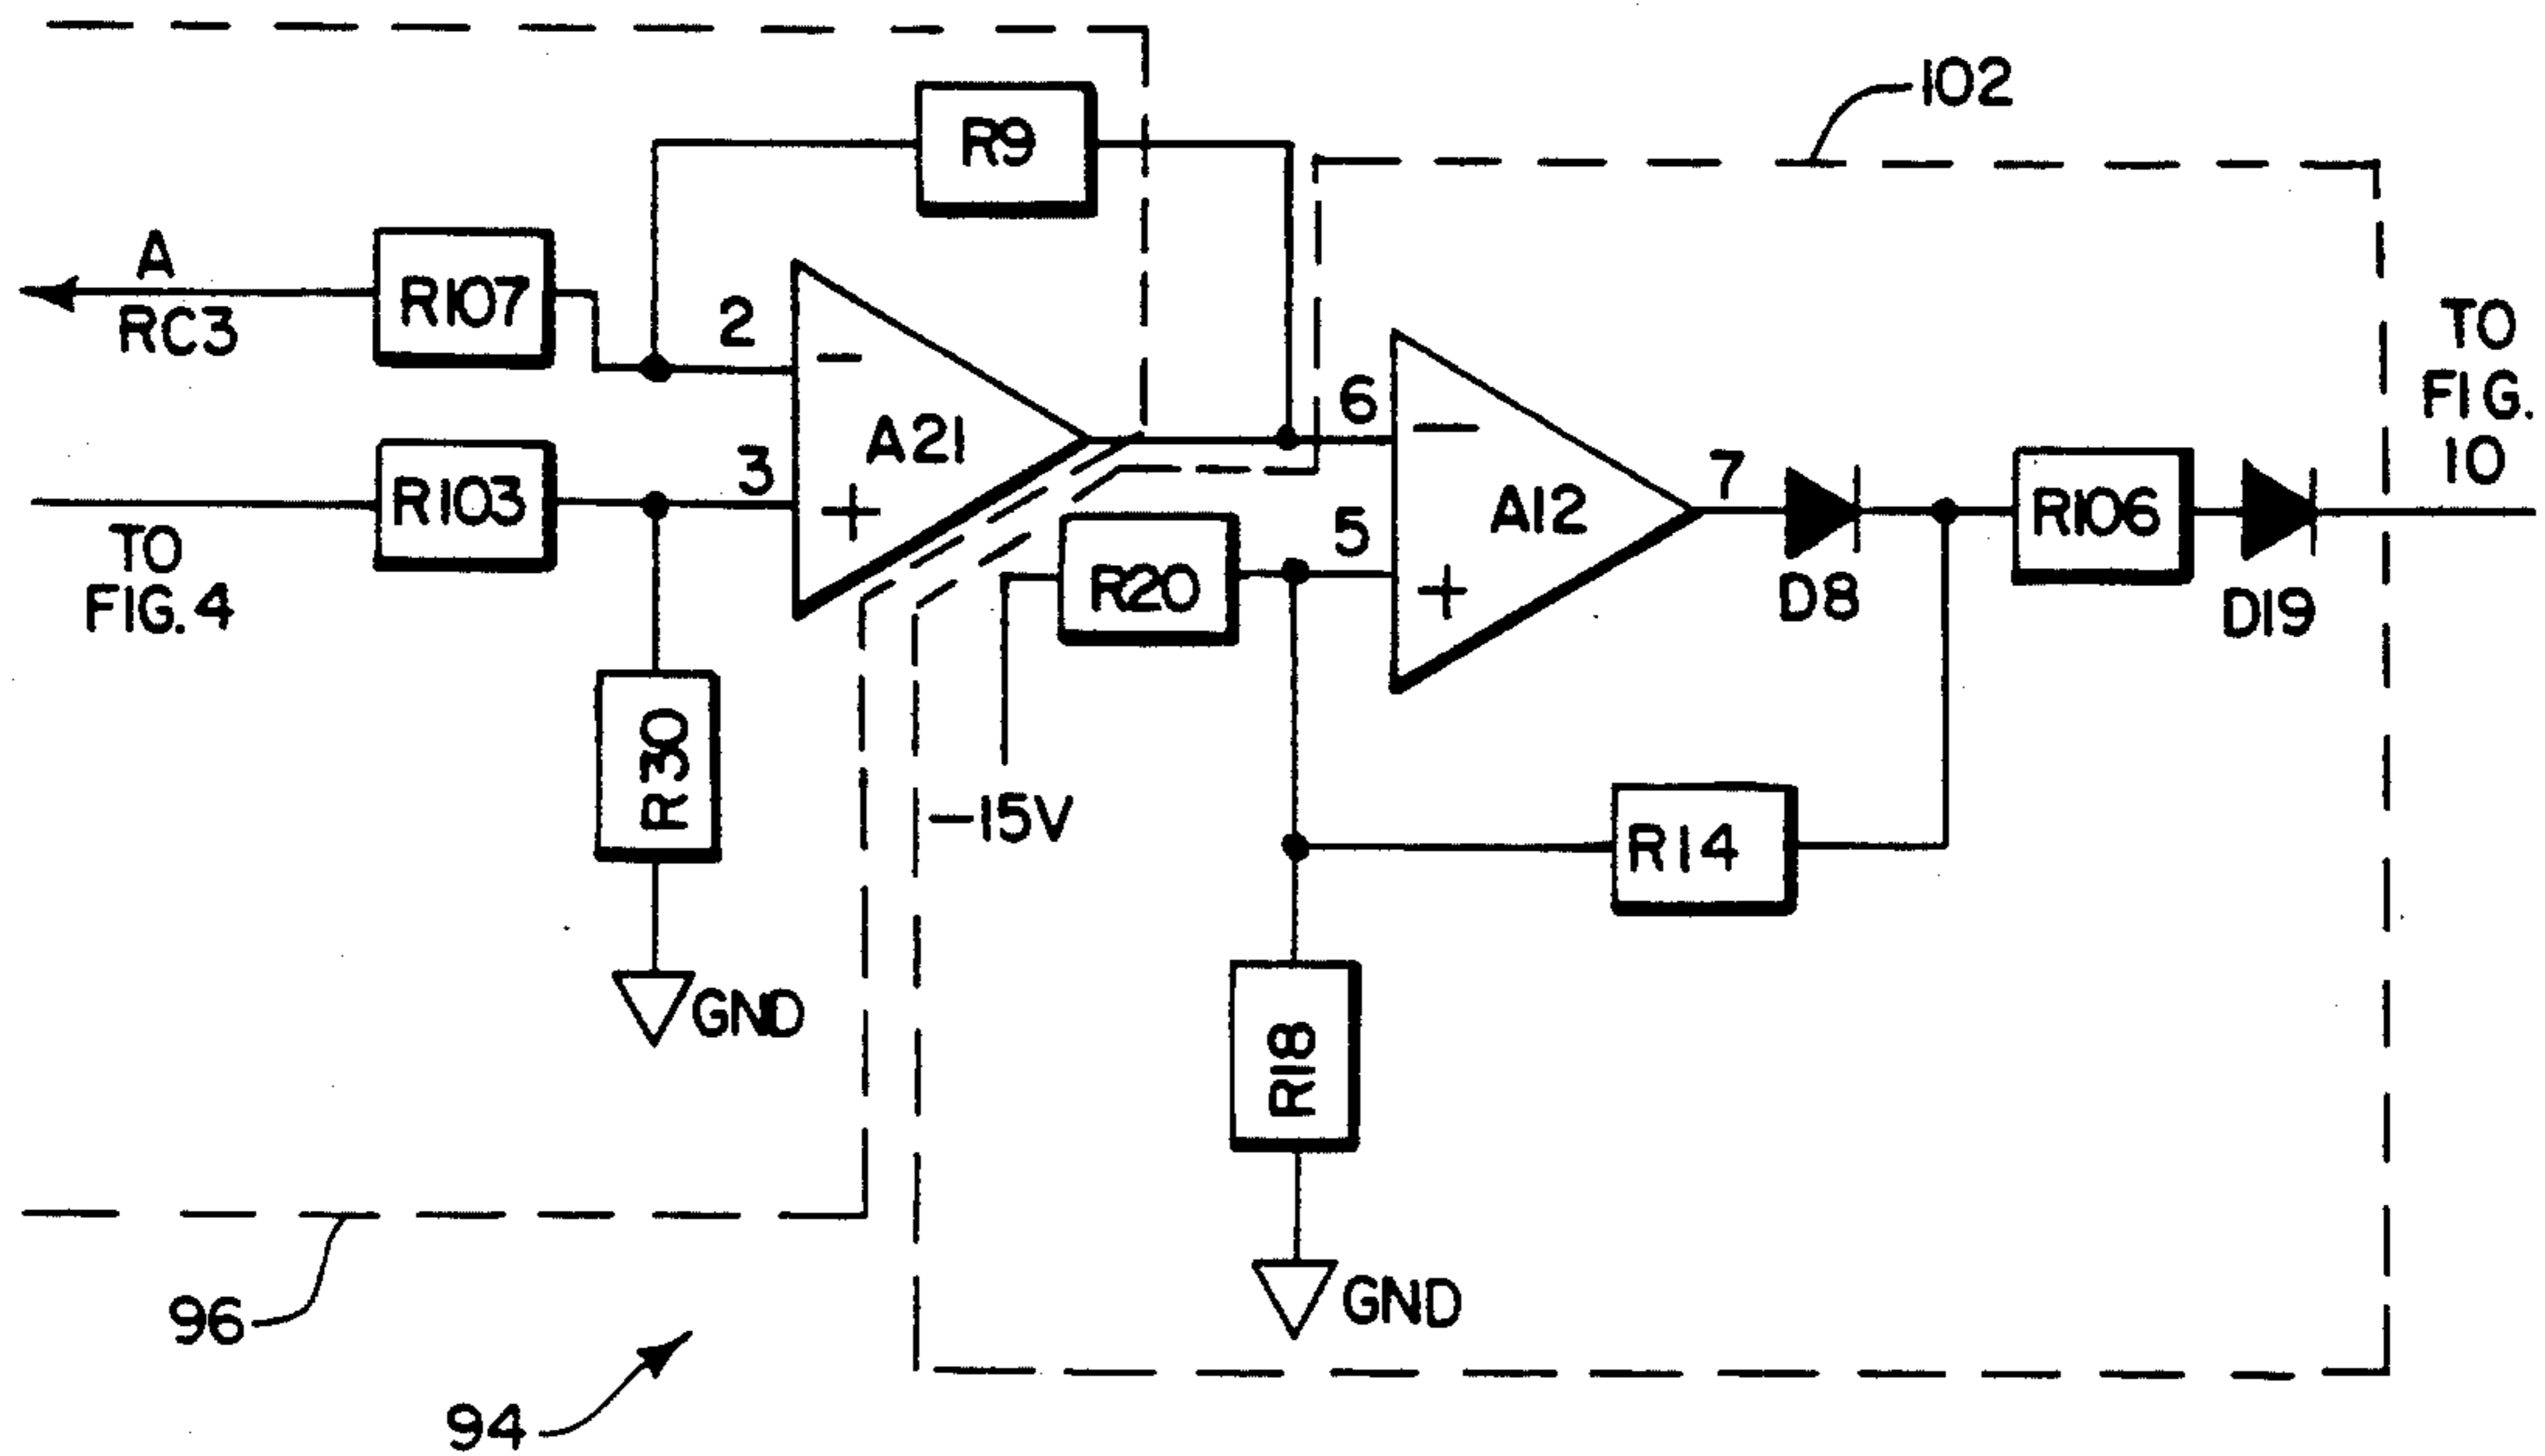 102
R9
A
RC3
R107
2
−
A21
R103
3
+
TO
FIG. 4
R30
GND
6
−
A12
5
+
R20
−15V
7
D8
R106
D19
TO
FIG.
10
R14
R18
GND
96
94